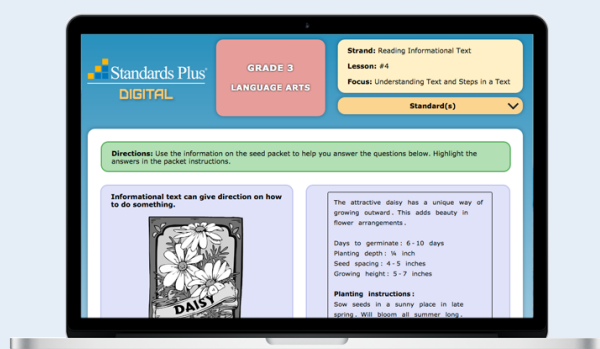 Standards Plus®
DIGITAL
GRADE 3
LANGUAGE ARTS
Strand: Reading Informational Text
Lesson: #4
Focus: Understanding Text and Steps in a Text
Standard(s)
Directions: Use the information on the seed packet to help you answer the questions below. Highlight the
answers in the packet instructions.
Informational text can give direction on how
to do something.
DAISY
The attractive daisy has a unique way of
growing outward. This adds beauty in
flower arrangements.
Days to germinate: 6-10 days
Planting depth: ¼ inch
Seed spacing: 4-5 inches
Growing height: 5-7 inches
Planting instructions:
Sow seeds in a sunny place in late
spring. Will bloom all summer long.